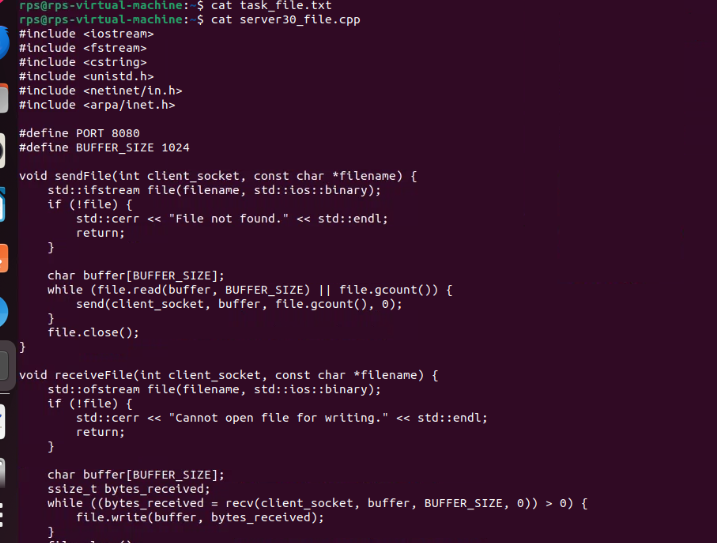 rps@rps-virtual-machine:~$ cat task_file.txt
rps@rps-virtual-machine:~$ cat server30_file.cpp
#include <iostream>
#include <fstream>
#include <cstring>
#include <unistd.h>
#include <netinet/in.h>
#include <arpa/inet.h>

#define PORT 8080
#define BUFFER_SIZE 1024

void sendFile(int client_socket, const char *filename) {
    std::ifstream file(filename, std::ios::binary);
    if (!file) {
        std::cerr << "File not found." << std::endl;
        return;
    }

    char buffer[BUFFER_SIZE];
    while (file.read(buffer, BUFFER_SIZE) || file.gcount()) {
        send(client_socket, buffer, file.gcount(), 0);
    }
    file.close();
}

void receiveFile(int client_socket, const char *filename) {
    std::ofstream file(filename, std::ios::binary);
    if (!file) {
        std::cerr << "Cannot open file for writing." << std::endl;
        return;
    }

    char buffer[BUFFER_SIZE];
    ssize_t bytes_received;
    while ((bytes_received = recv(client_socket, buffer, BUFFER_SIZE, 0)) > 0) {
        file.write(buffer, bytes_received);
    }